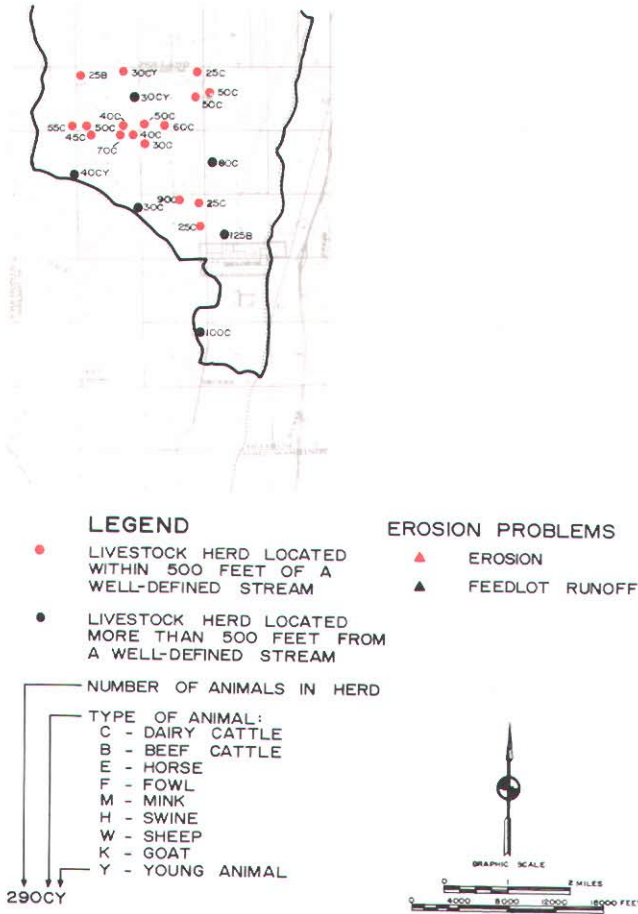 25B
30CY
25C
50C
30CY
50C
40C
50C
55C
50C
60C
45C
70C
40C
30C
80C
40CY
90C
25C
30C
25C
125B
100C
LEGEND
LIVESTOCK HERD LOCATED
WITHIN 500 FEET OF A
WELL-DEFINED STREAM
LIVESTOCK HERD LOCATED
MORE THAN 500 FEET FROM
A WELL-DEFINED STREAM
NUMBER OF ANIMALS IN HERD
TYPE OF ANIMAL:
C - DAIRY CATTLE
B - BEEF CATTLE
E - HORSE
F - FOWL
M - MINK
H - SWINE
W - SHEEP
K - GOAT
Y - YOUNG ANIMAL
290CY
EROSION PROBLEMS
EROSION
FEEDLOT RUNOFF
GRAPHIC SCALE
0 1 2 MILES
0 4000 8000 12000 16000 FEET